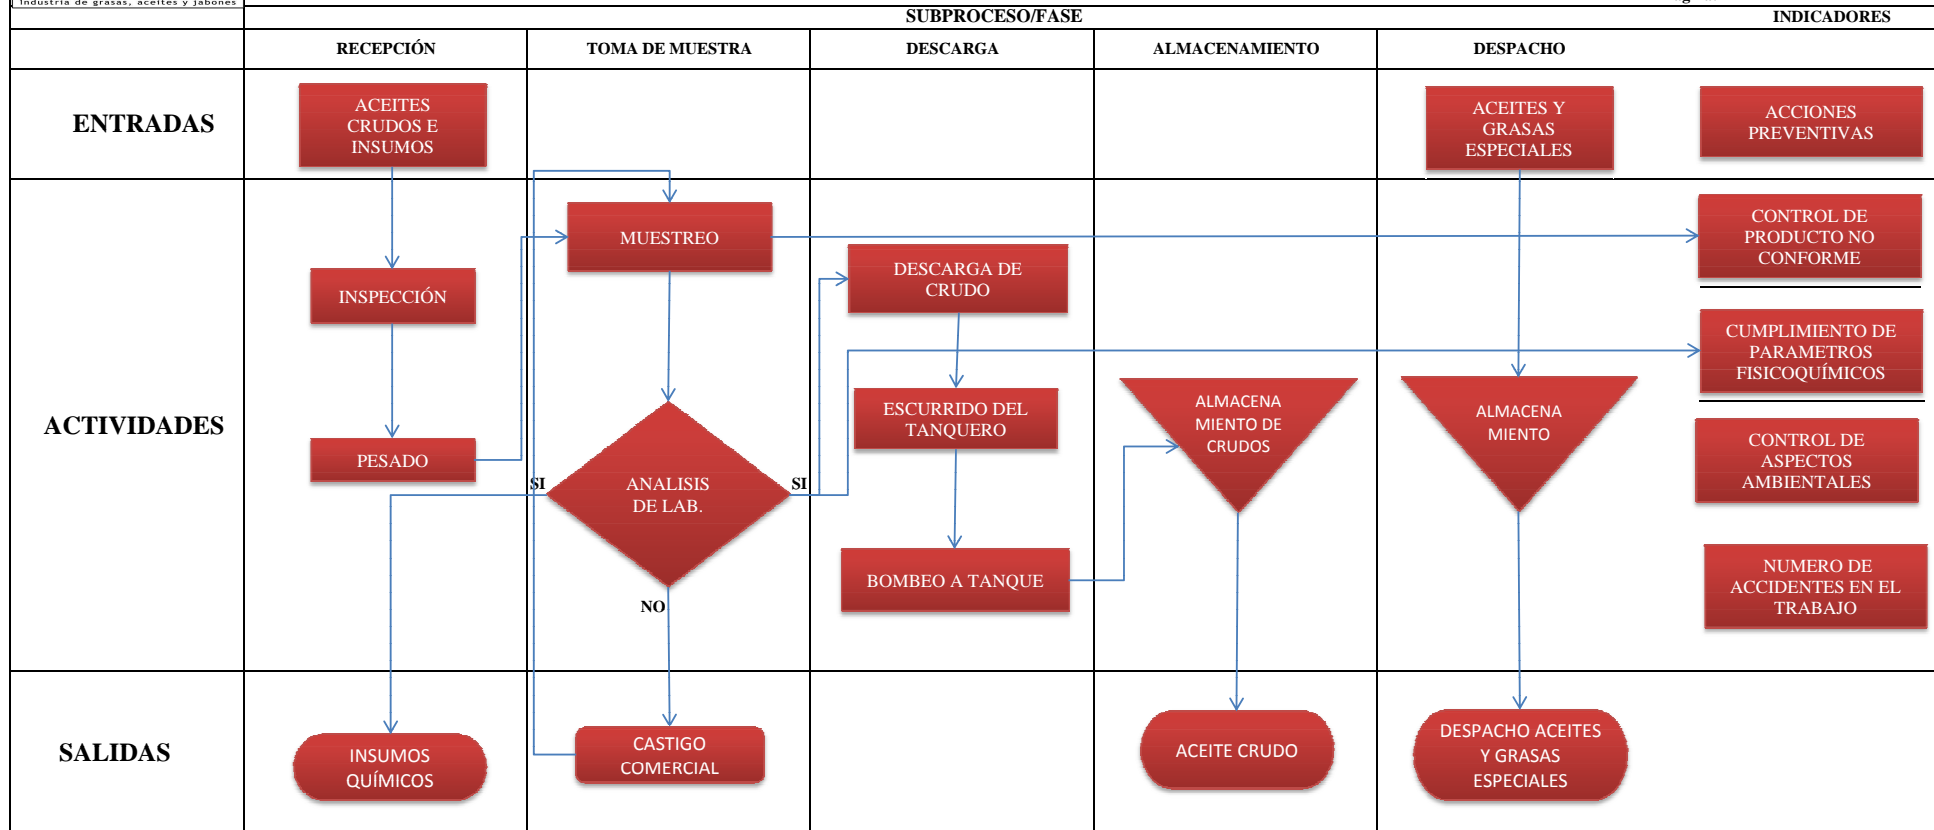 Industria de grasas, aceites y jabones
SUBPROCESO/FASE
INDICADORES
RECEPCIÓN
TOMA DE MUESTRA
DESCARGA
ALMACENAMIENTO
DESPACHO
ENTRADAS
ACEITES
CRUDOS E
INSUMOS
ACEITES Y
GRASAS
ESPECIALES
ACCIONES
PREVENTIVAS
ACTIVIDADES
INSPECCIÓN
PESADO
MUESTREO
ANALISIS
DE LAB.
SI
SI
NO
DESCARGA DE
CRUDO
ESCURRIDO DEL
TANQUERO
BOMBEO A TANQUE
ALMACENA
MIENTO DE
CRUDOS
ALMACENA
MIENTO
CONTROL DE
PRODUCTO NO
CONFORME
CUMPLIMIENTO DE
PARAMETROS
FISICOQUÍMICOS
CONTROL DE
ASPECTOS
AMBIENTALES
NUMERO DE
ACCIDENTES EN EL
TRABAJO
SALIDAS
INSUMOS
QUÍMICOS
CASTIGO
COMERCIAL
ACEITE CRUDO
DESPACHO ACEITES
Y GRASAS
ESPECIALES